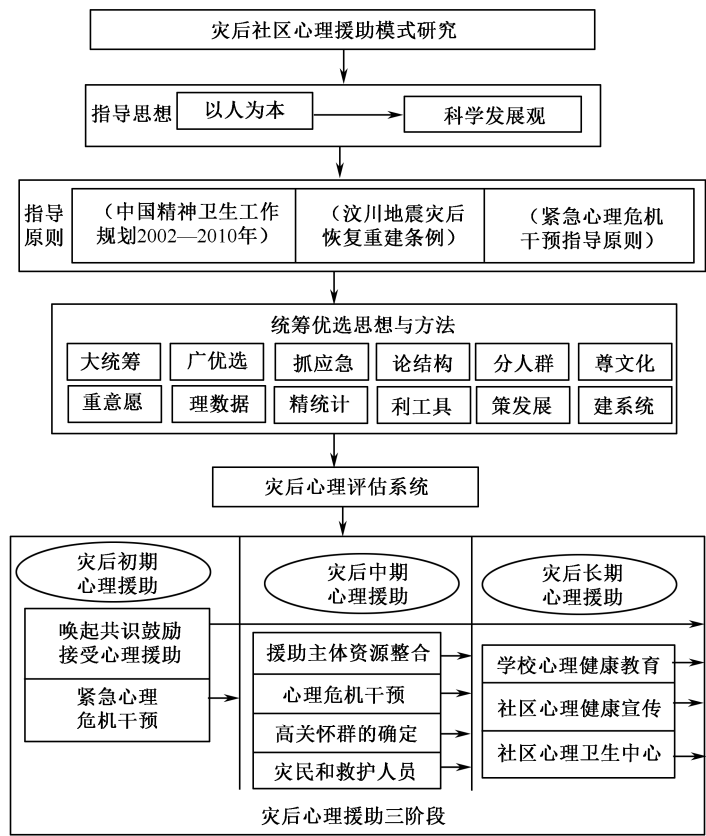 灾后社区心理援助模式研究
指导思想
以人为本
科学发展观
指导
原则
（中国精神卫生工作
规划2002—2010年）
（汶川地震灾后
恢复重建条例）
（紧急心理危机
干预指导原则）
统筹优选思想与方法
大统筹 广优选 抓应急 论结构 分人群 尊文化
重意愿 理数据 精统计 利工具 策发展 建系统
灾后心理评估系统
灾后初期
心理援助
唤起共识鼓励
接受心理援助
紧急心理
危机干预
灾后中期
心理援助
援助主体资源整合
心理危机干预
高关怀群的确定
灾民和救护人员
灾后长期
心理援助
学校心理健康教育
社区心理健康宣传
社区心理卫生中心
灾后心理援助三阶段